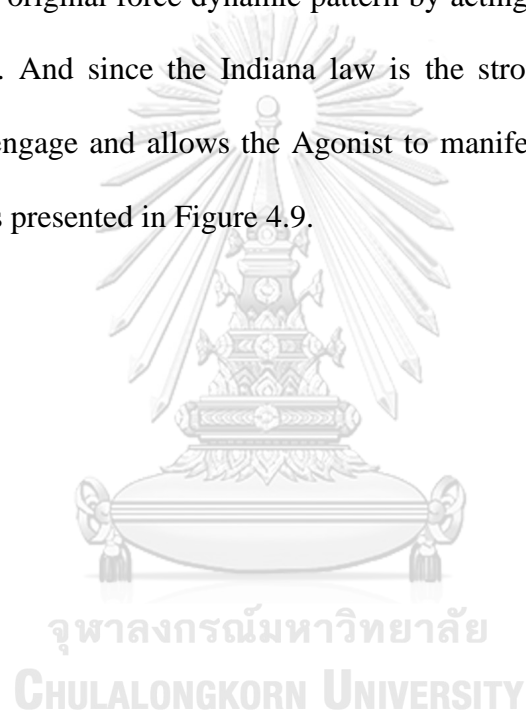 original force dynamic pattern by acting
. And since the Indiana law is the stro
engage and allows the Agonist to manife
s presented in Figure 4.9.
จุฬาลงกรณ์มหาวิทยาลัย
CHULALONGKORN UNIVERSITY